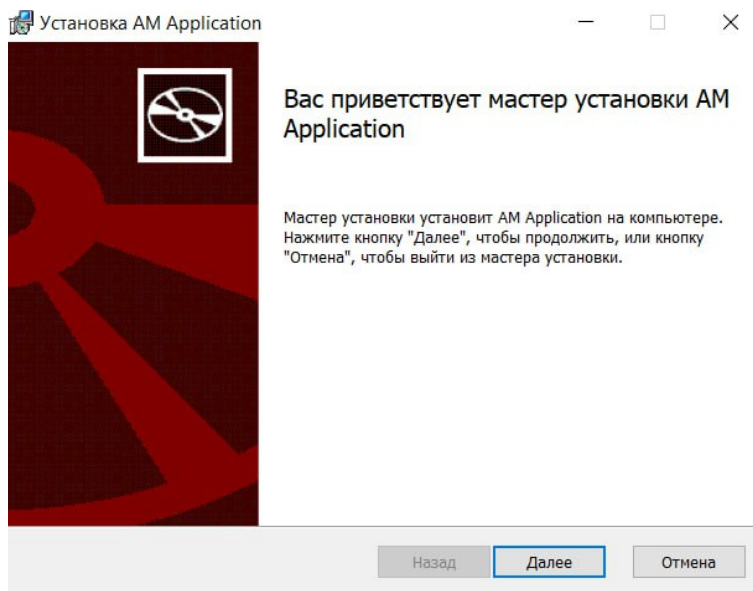 Установка AM Application
Вас приветствует мастер установки AM
Application
Мастер установки установит AM Application на компьютере.
Нажмите кнопку "Далее", чтобы продолжить, или кнопку
"Отмена", чтобы выйти из мастера установки.
Назад Далее Отмена